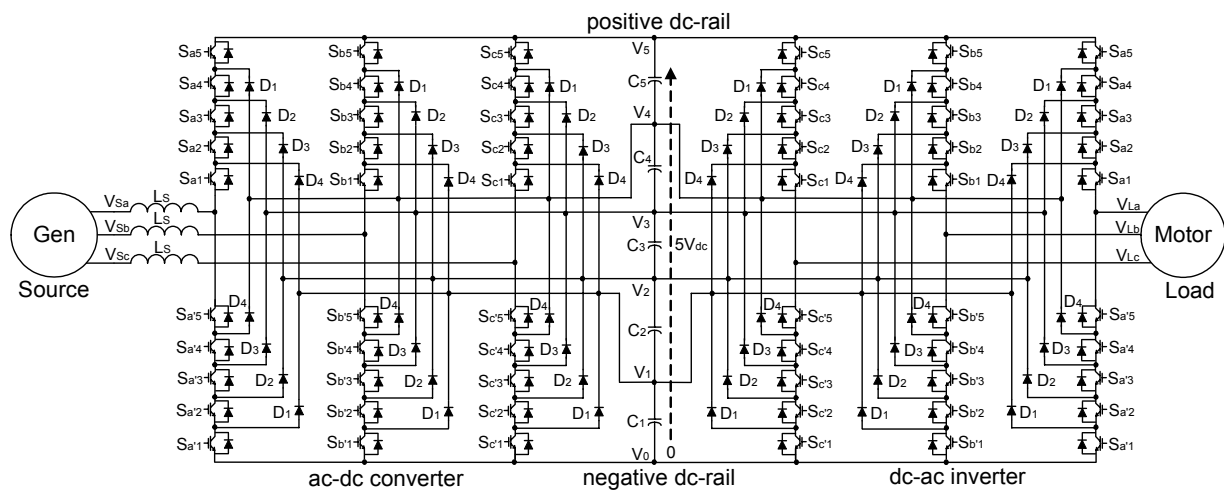 positive dc-rail
Sa5 Sb5 Sc5 V5 Sc5 Sb5 Sa5
Sa4 D1 Sb4 D1 Sc4 D1 C5 D1 Sc4 D1 Sb4 D1 Sa4
Sa3 D2 Sb3 D2 Sc3 D2 V4 D2 Sc3 D2 Sb3 D2 Sa3
Sa2 D3 Sb2 D3 Sc2 D3 C4 D3 Sc2 D3 Sb2 D3 Sa2
Sa1 D4 Sb1 D4 Sc1 D4 D4 Sc1 D4 Sb1 D4 Sa1
VSa LS V3 VLa
Gen VSb LS C3 5Vdc VLb Motor
VSc LS VLc
Source V2 Load
Sa'5 D4 Sb'5 D4 Sc'5 D4 C2 D4 Sc'5 D4 Sb'5 D4 Sa'5
Sa'4 D3 Sb'4 D3 Sc'4 D3 D3 Sc'4 D3 Sb'4 D3 Sa'4
Sa'3 D2 Sb'3 D2 Sc'3 D2 V1 D2 Sc'3 D2 Sb'3 D2 Sa'3
Sa'2 D1 Sb'2 D1 Sc'2 D1 C1 D1 Sc'2 D1 Sb'2 D1 Sa'2
Sa'1 Sb'1 Sc'1 V0 0 Sc'1 Sb'1 Sa'1
ac-dc converter negative dc-rail dc-ac inverter